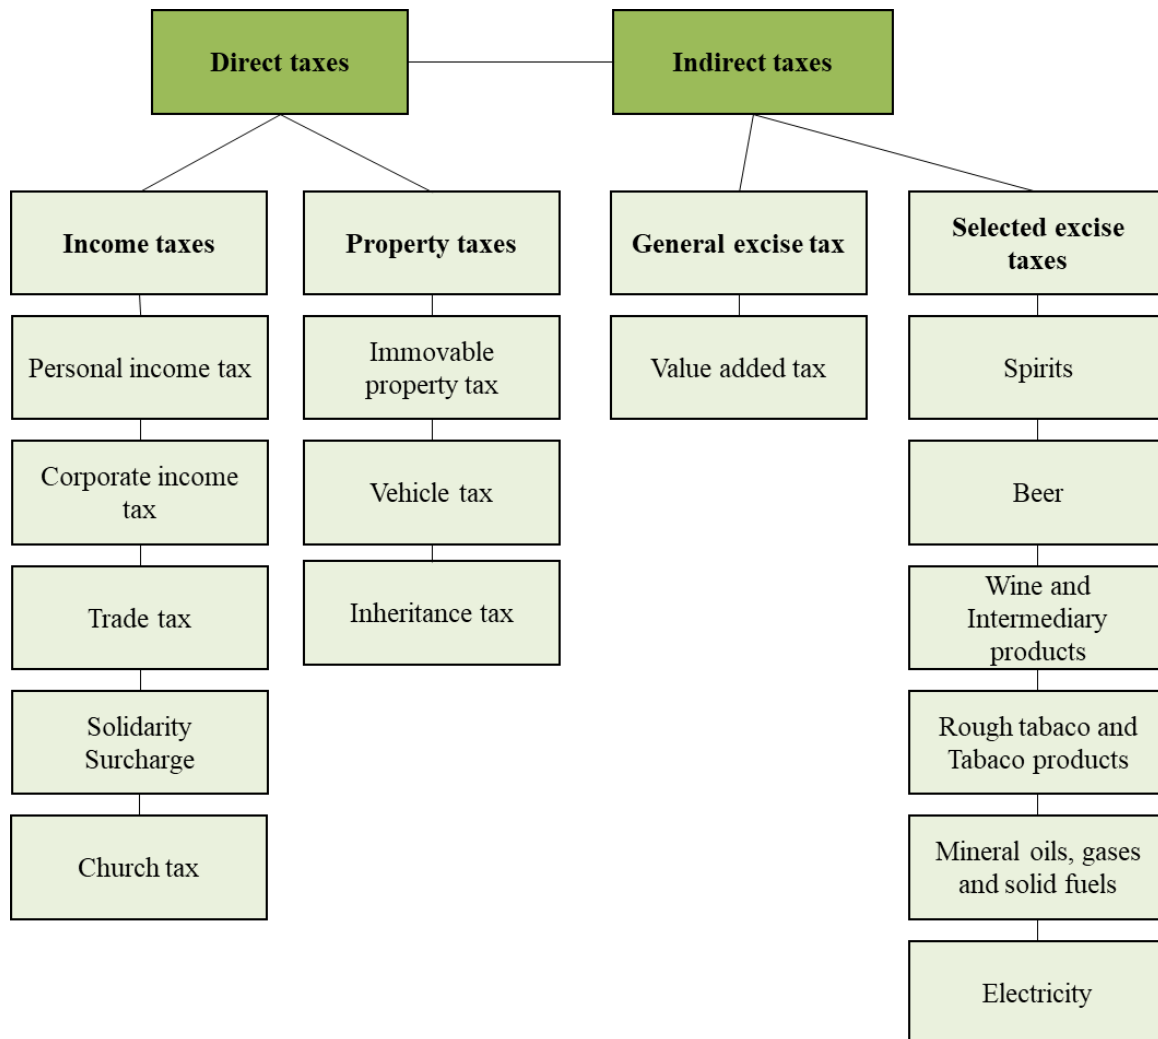 Direct taxes
Indirect taxes
Income taxes
Property taxes
General excise tax
Selected excise
taxes
Personal income tax
Immovable
property tax
Value added tax
Spirits
Corporate income
tax
Vehicle tax
Beer
Trade tax
Inheritance tax
Wine and
Intermediary
products
Solidarity
Surcharge
Rough tabaco and
Tabaco products
Church tax
Mineral oils, gases
and solid fuels
Electricity